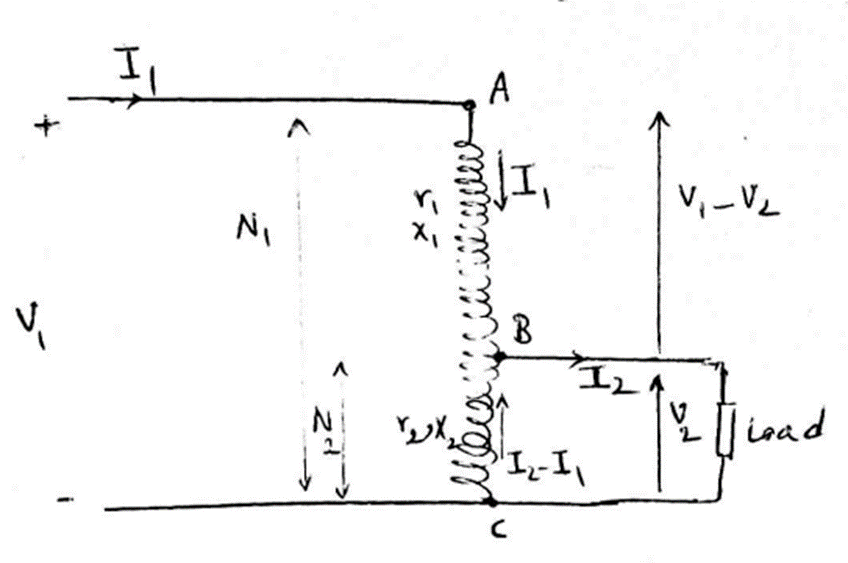 I₁
A
+
I₁
r₁
x₁
V₁ - V₂
N₁
V₁
B
I₂
N₂
r₂, x₂
V₂
Load
I₂-I₁
-
C